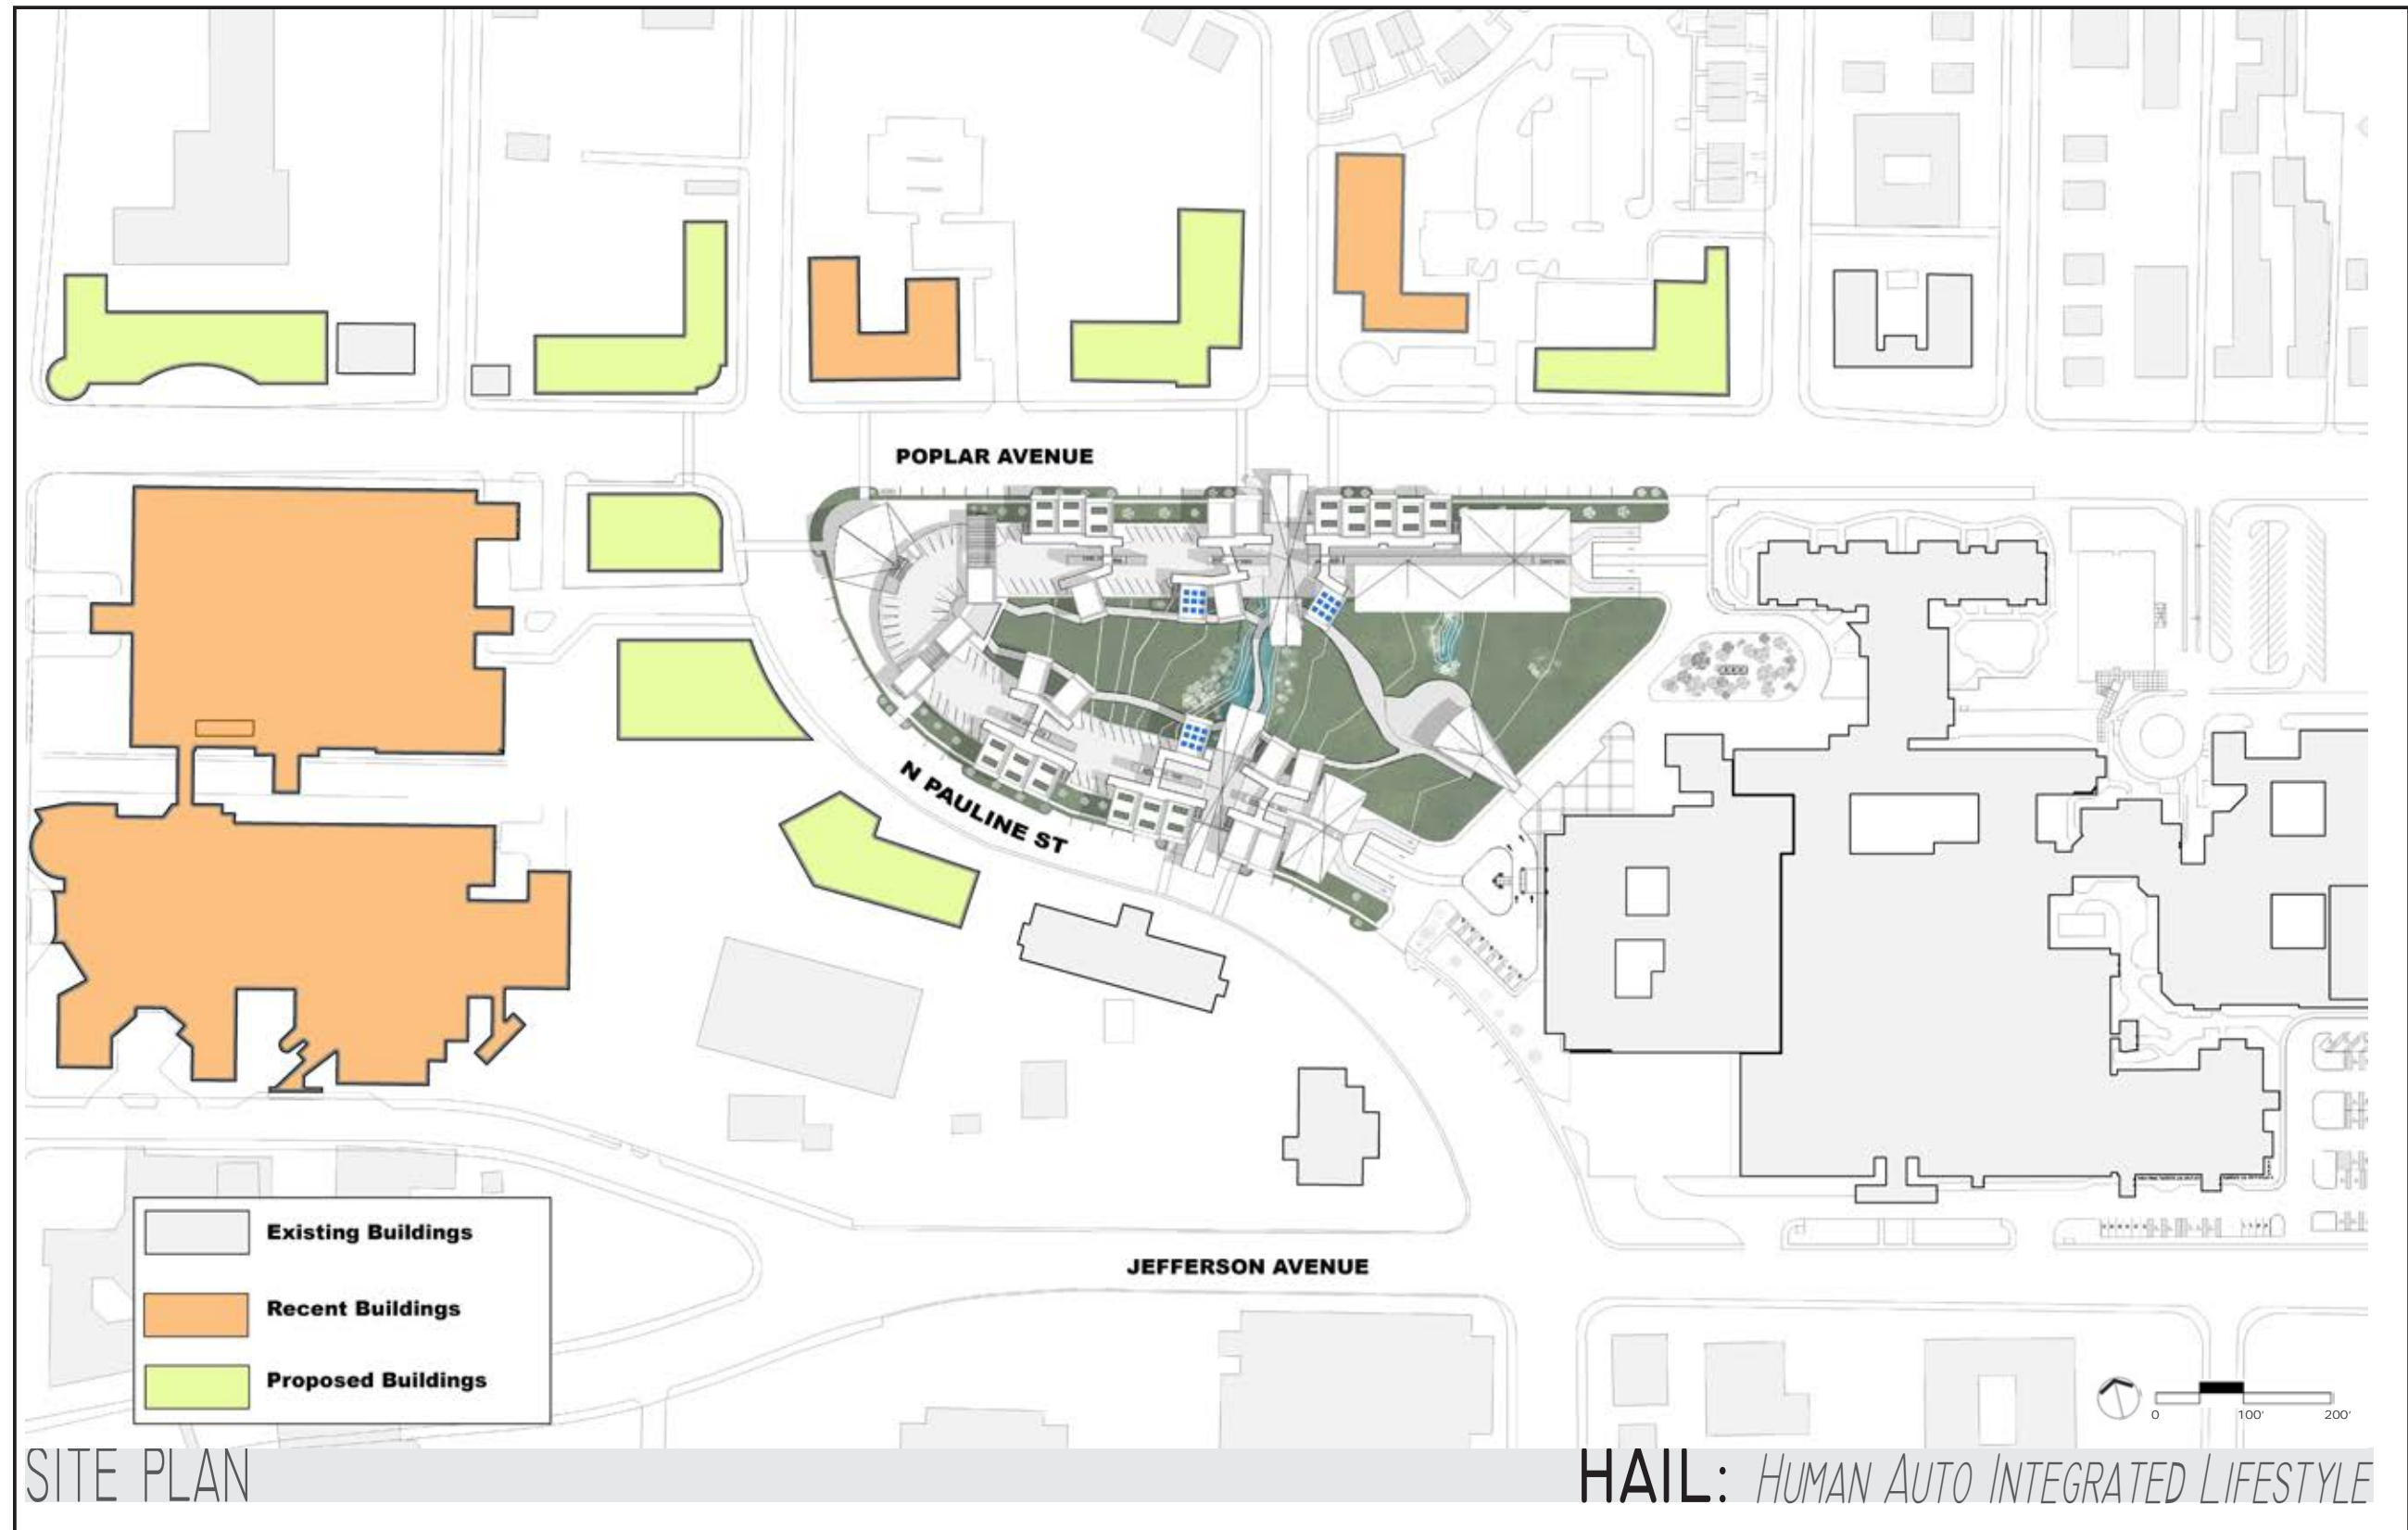 POPLAR AVENUE
N PAULINE ST
JEFFERSON AVENUE
Existing Buildings
Recent Buildings
Proposed Buildings
0 100' 200'
SITE PLAN
HAIL: HUMAN AUTO INTEGRATED LIFESTYLE